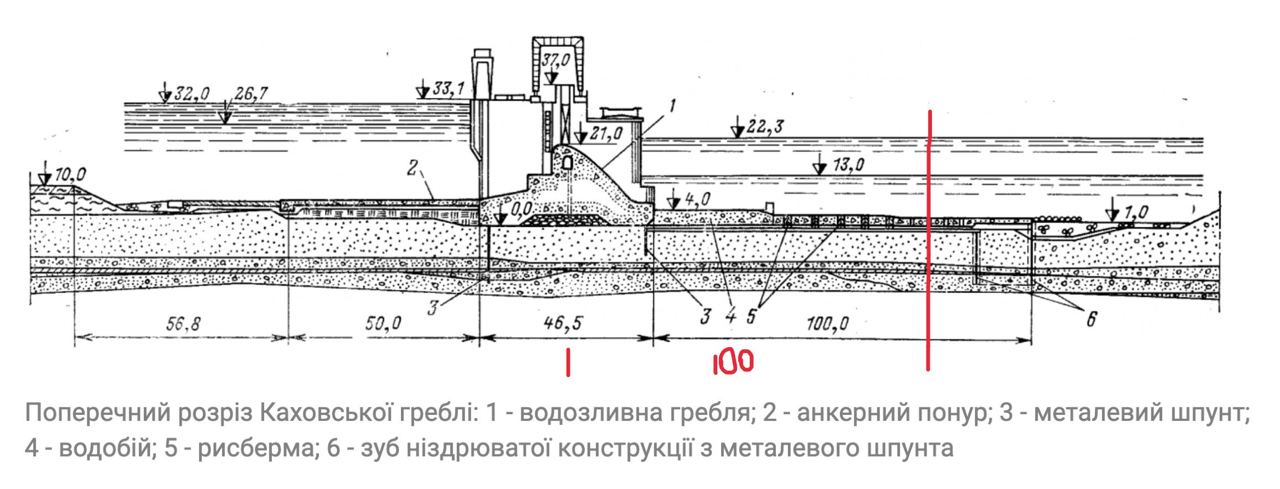 37,0
32,0 26,7 33,1
1
21,0 22,3
2
10,0 13,0
4,0
0,0 1,0
3 3 4 5 6
56,8 50,0 46,5 100,0
100
Поперечний розріз Каховської греблі: 1 - водозливна гребля; 2 - анкерний понур; 3 - металевий шпунт;
4 - водобій; 5 - рисберма; 6 - зуб ніздрюватої конструкції з металевого шпунта